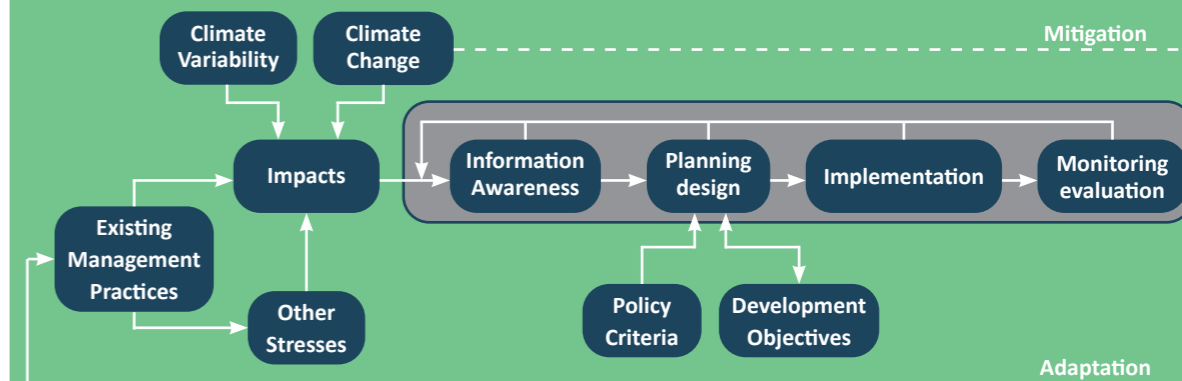 Climate
Variability
Climate
Change
Mitigation
Impacts
Information
Awareness
Planning
design
Implementation
Monitoring
evaluation
Existing
Management
Practices
Other
Stresses
Policy
Criteria
Development
Objectives
Adaptation